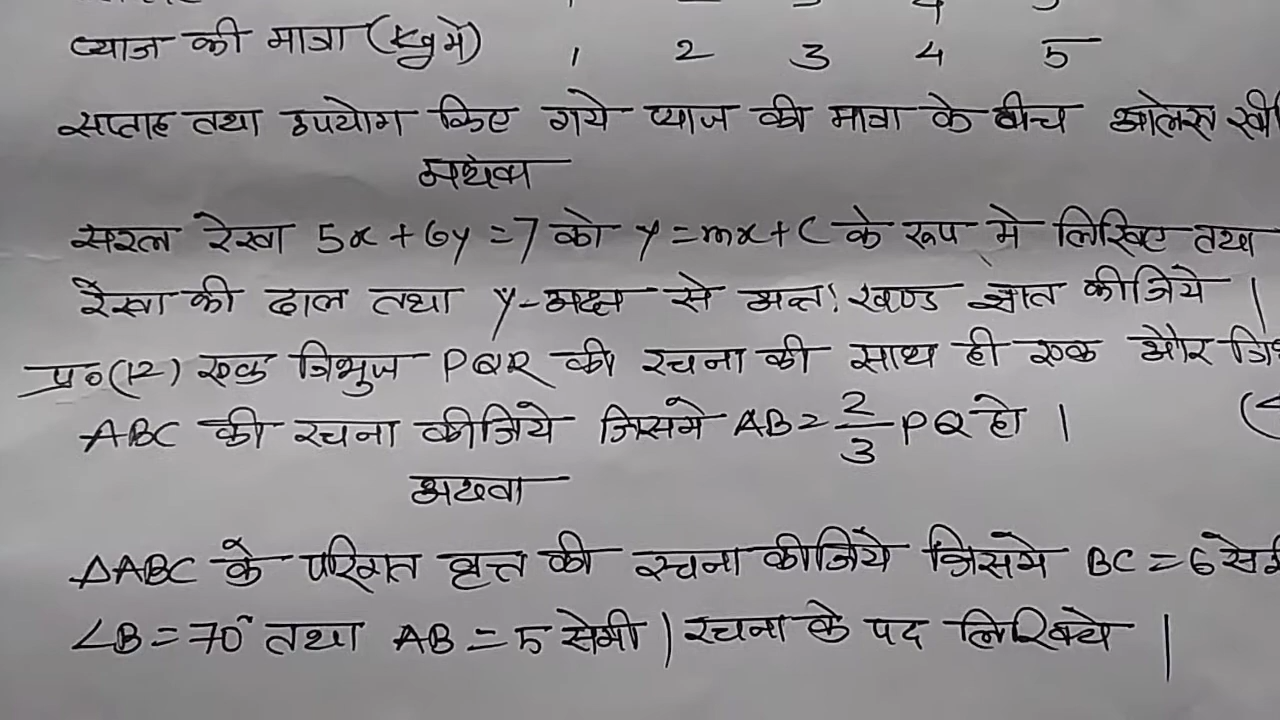 प्याज की मात्रा (kg में) 1 2 3 4 5
सप्ताह तथा उपयोग किए गये प्याज की मात्रा के बीच आलेख
अथवा
सरल रेखा 5x + 6y = 7 को y = mx + C के रूप मे लिखिए तथा
रेखा की ढाल तथा y-अक्ष से अन्त: खण्ड ज्ञात कीजिये |
प्र०(12) एक त्रिभुज PQR की रचना की साथ ही एक और
ABC की रचना कीजिये जिसमे AB = 2/3 PQ हो |
अथवा
ΔABC के परिगत वृत्त की रचना कीजिये जिसमे BC = 6 सेमी
∠B = 70° तथा AB = 5 सेमी | रचना के पद लिखिये |